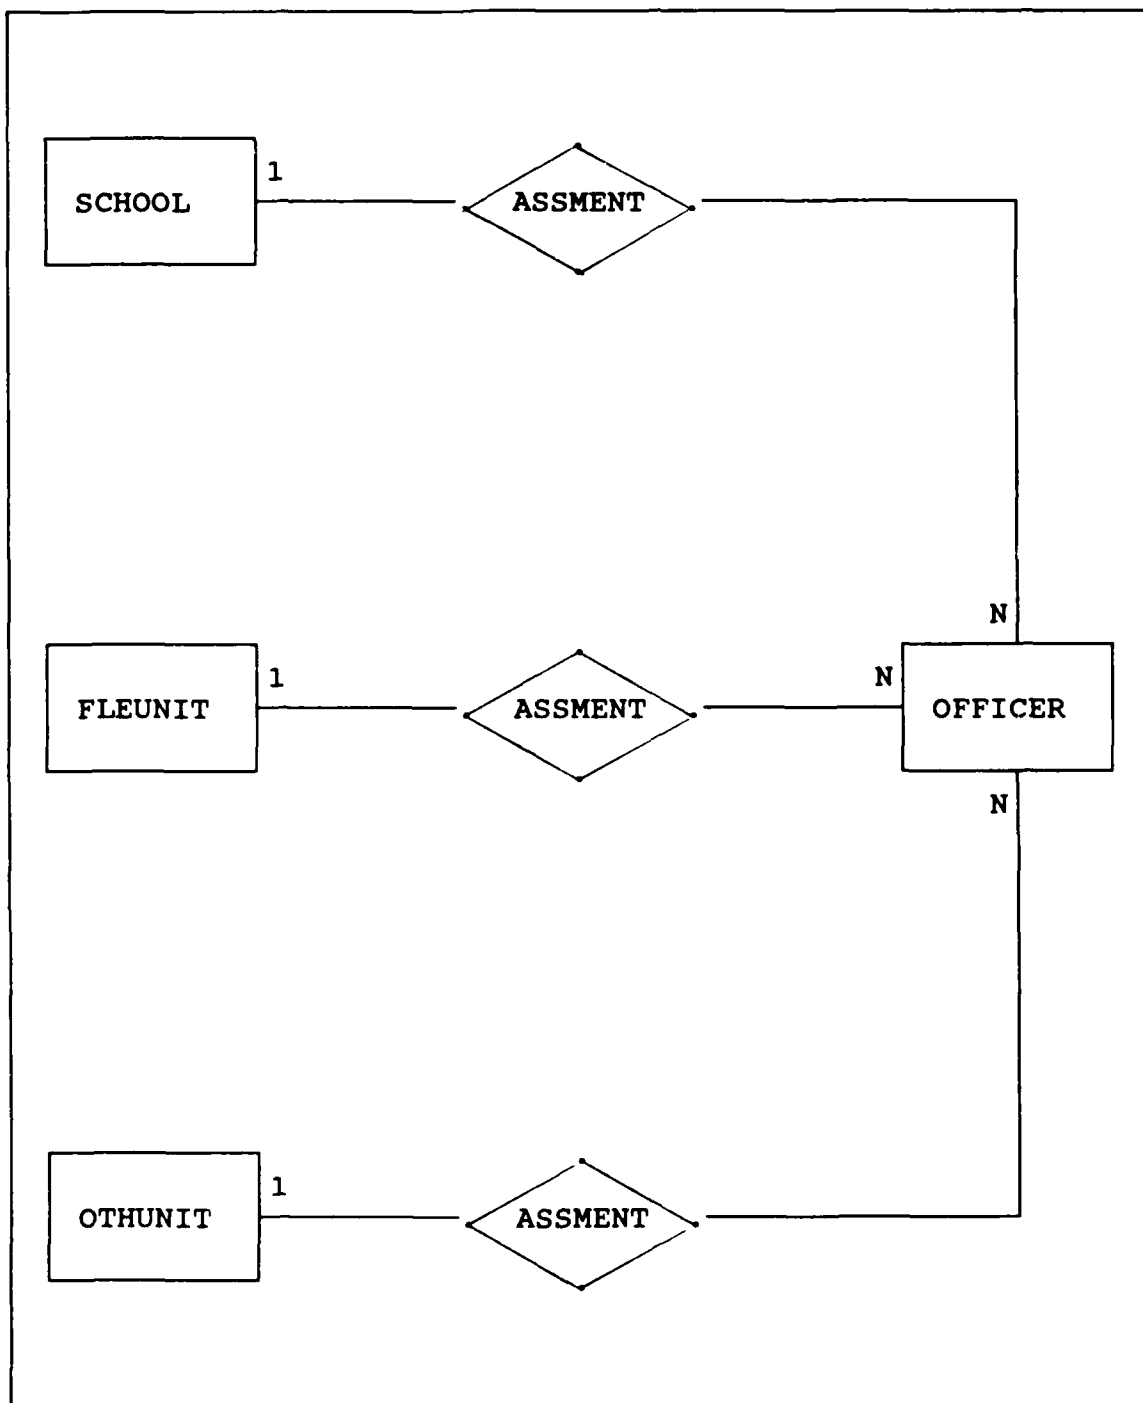 1
SCHOOL
ASSMENT
N
1
N
FLEUNIT
ASSMENT
OFFICER
N
1
OTHUNIT
ASSMENT